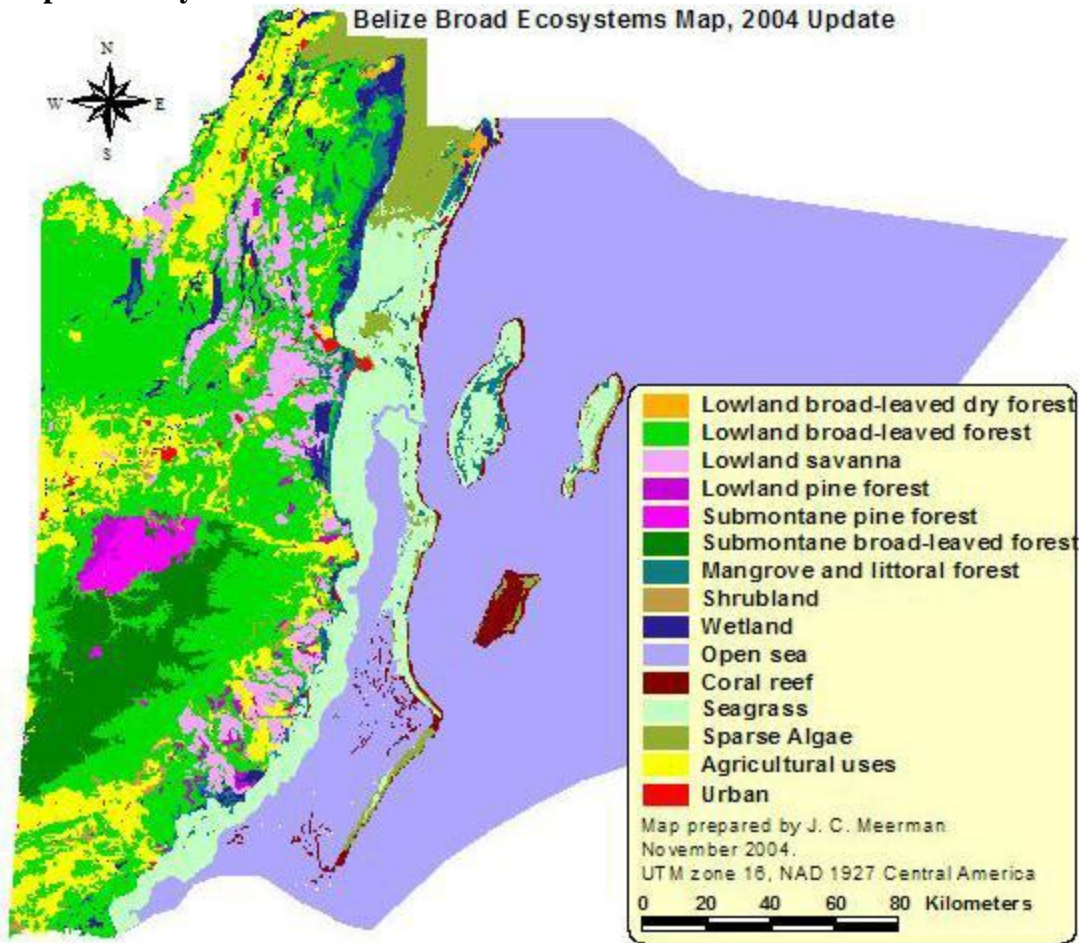 Belize Broad Ecosystems Map, 2004 Update
N
W E
S
Lowland broad-leaved dry forest
Lowland broad-leaved forest
Lowland savanna
Lowland pine forest
Submontane pine forest
Submontane broad-leaved forest
Mangrove and littoral forest
Shrubland
Wetland
Open sea
Coral reef
Seagrass
Sparse Algae
Agricultural uses
Urban
Map prepared by J. C. Meerman
November 2004.
UTM zone 16, NAD 1927 Central America
0 20 40 60 80 Kilometers